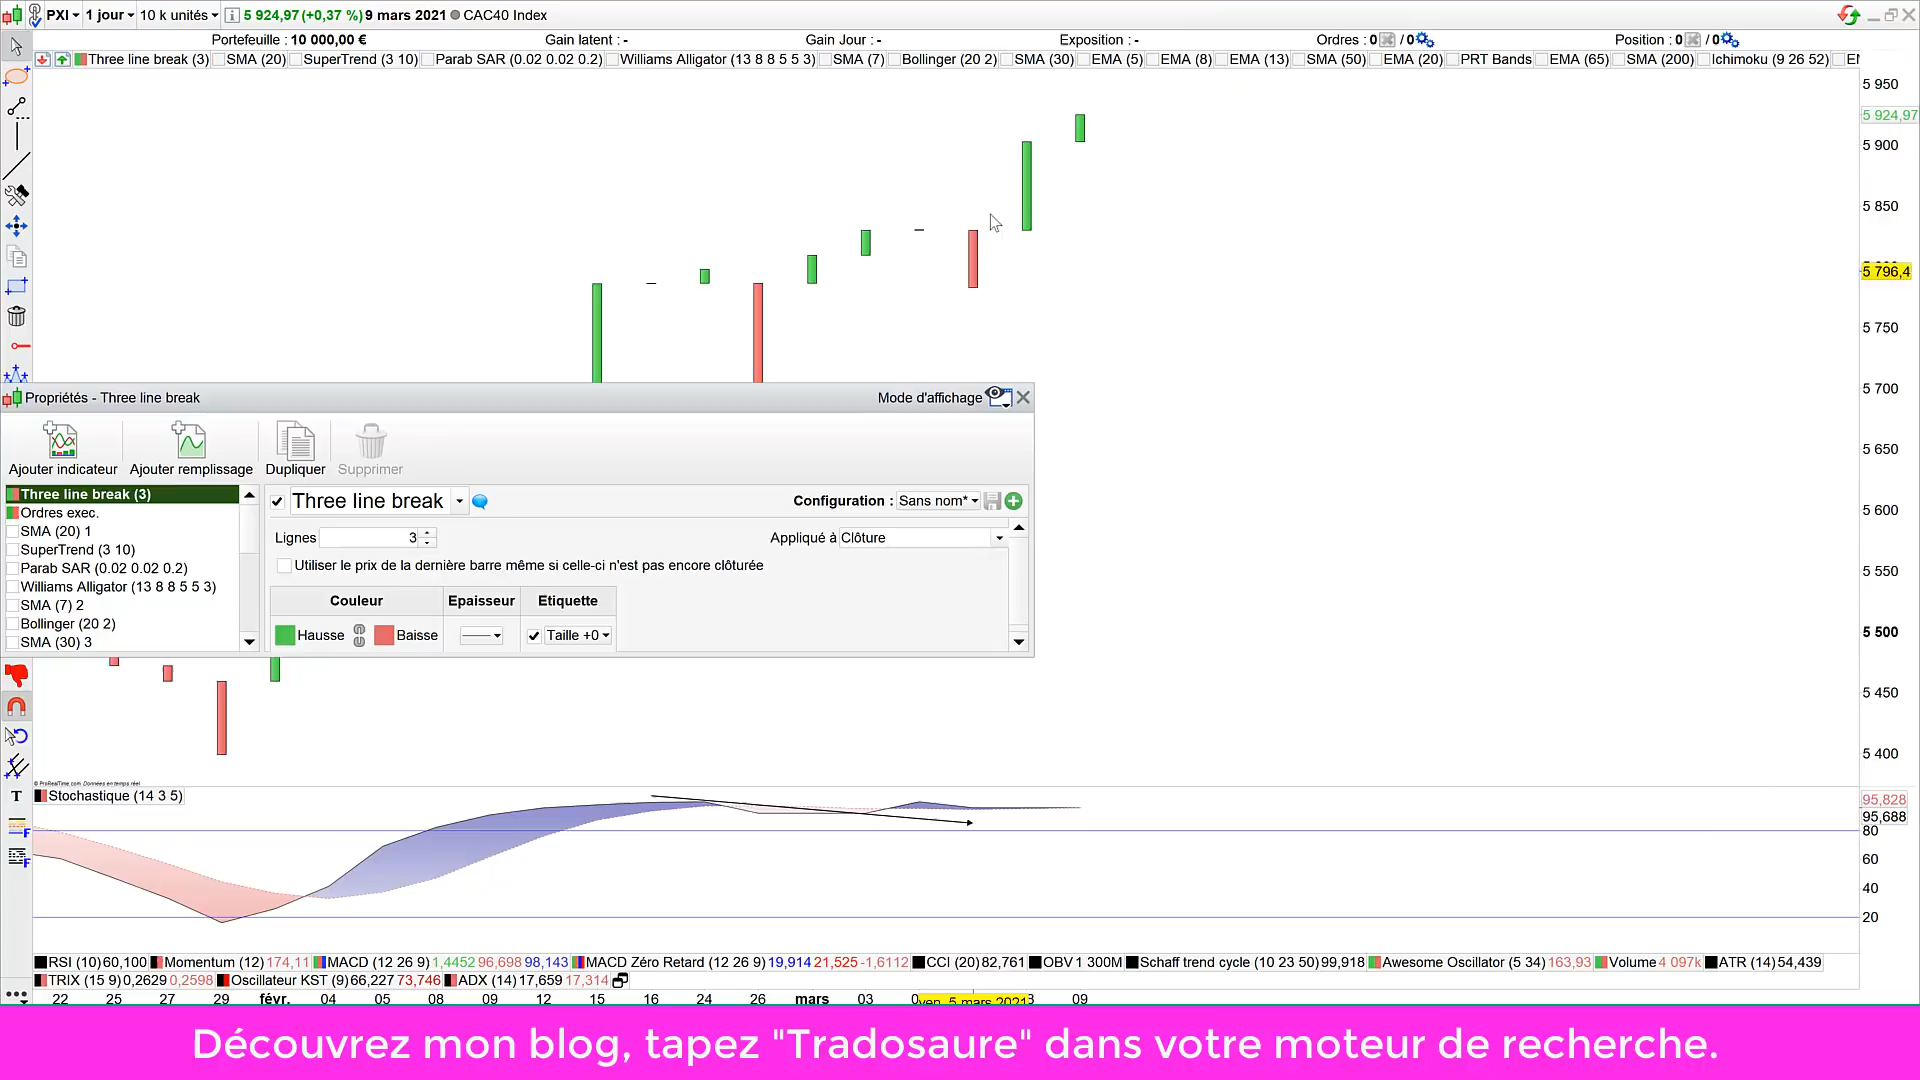 PXI 1 jour 10 k unités 5 924,97 (+0,37 %) 9 mars 2021 CAC40 Index
Portefeuille : 10 000,00 € Gain latent : - Gain Jour : - Exposition : - Ordres : 0 / 0 Position : 0 / 0
Three line break (3) SMA (20) SuperTrend (3 10) Parab SAR (0.02 0.02 0.2) Williams Alligator (13 8 8 5 5 3) SMA (7) Bollinger (20 2) SMA (30) EMA (5) EMA (8) EMA (13) SMA (50) EMA (20) PRT Bands EMA (65) SMA (200) Ichimoku (9 26 52)
5 950
5 924,97
5 900
5 850
5 796,4
5 750
5 700
5 650
5 600
5 550
5 500
5 450
5 400
Propriétés - Three line break Mode d'affichage
Ajouter indicateur Ajouter remplissage Dupliquer Supprimer
Three line break (3)
Ordres exec.
SMA (20) 1
SuperTrend (3 10)
Parab SAR (0.02 0.02 0.2)
Williams Alligator (13 8 8 5 5 3)
SMA (7) 2
Bollinger (20 2)
SMA (30) 3
Three line break Configuration : Sans nom*
Lignes 3 Appliqué à Clôture
Utiliser le prix de la dernière barre même si celle-ci n'est pas encore clôturée
Couleur Epaisseur Etiquette
Hausse Baisse Taille +0
© ProRealTime.com Données en temps réel
Stochastique (14 3 5)
95,828
95,688
80
60
40
20
RSI (10) 60,100 Momentum (12) 174,11 MACD (12 26 9) 1,4452 96,698 98,143 MACD Zéro Retard (12 26 9) 19,914 21,525 -1,6112 CCI (20) 82,761 OBV 1 300M Schaff trend cycle (10 23 50) 99,918 Awesome Oscillator (5 34) 163,93 Volume 4 097k ATR (14) 54,439
TRIX (15 9) 0,2629 0,2598 Oscillateur KST (9) 66,227 73,746 ADX (14) 17,659 17,314
22 25 27 29 févr. 04 05 08 09 12 15 16 24 26 mars 03 ven. 5 mars 2021 09
Découvrez mon blog, tapez "Tradosaure" dans votre moteur de recherche.